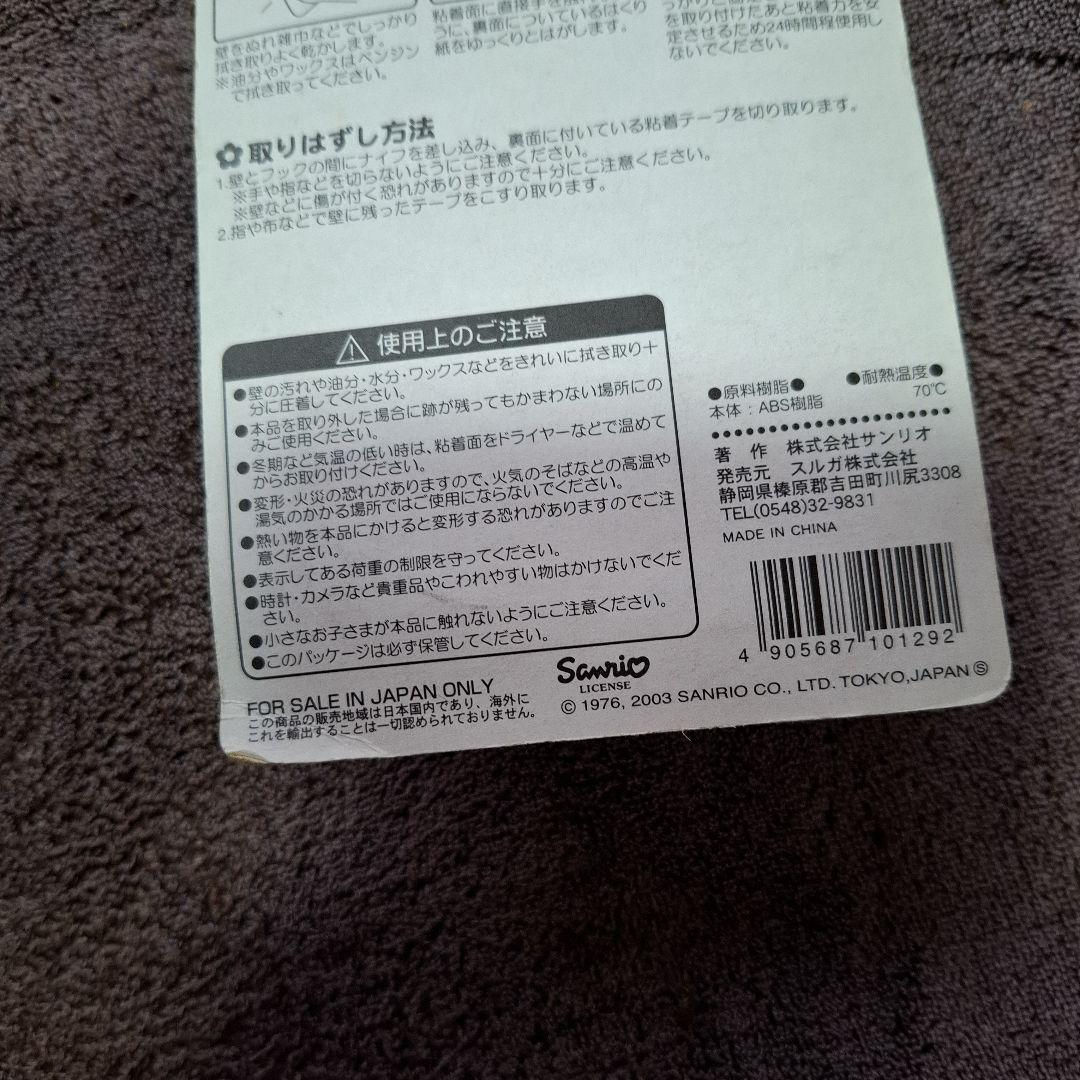 壁をぬれ雑巾などでしっかり
拭き取りよく乾かします。
※油分やワックスはベンジン
で拭き取ってください。
粘着面に直接手を
うに、裏面についているはくり
紙をゆっくりとはがします。
を取り付けたあと粘着力を安
定させるため24時間程使用し
ないでください。
取りはずし方法
1.壁とフックの間にナイフを差し込み、裏面に付いている粘着テープを切り取ります。
※手や指などを切らないようにご注意ください。
※壁などに傷が付く恐れがありますので十分にご注意ください。
2.指や布などで壁に残ったテープをこすり取ります。
使用上のご注意
●壁の汚れや油分・水分・ワックスなどをきれいに拭き取り十
分に圧着してください。
●本品を取り外した場合に跡が残ってもかまわない場所にの
みご使用ください。
●冬期など気温の低い時は、粘着面をドライヤーなどで温めて
からお取り付けください。
●変形・火災の恐れがありますので、火気のそばなどの高温や
湯気のかかる場所ではご使用にならないでください。
●熱い物を本品にかけると変形する恐れがありますのでご注
意ください。
●表示してある荷重の制限を守ってください。
●時計・カメラなど貴重品やこわれやすい物はかけないでくだ
さい。
●小さなお子さまが本品に触れないようにご注意ください。
●このパッケージは必ず保管してください。
●原料樹脂● ●耐熱温度●
本体：ABS樹脂 70℃
著 作 株式会社サンリオ
発売元 スルガ株式会社
静岡県榛原郡吉田町川尻3308
TEL(0548)32-9831
MADE IN CHINA
4 905687 101292
FOR SALE IN JAPAN ONLY
この商品の販売地域は日本国内であり、海外に
これを輸出することは一切認められておりません。
Sanrio
LICENSE
© 1976, 2003 SANRIO CO., LTD. TOKYO,JAPAN Ⓢ